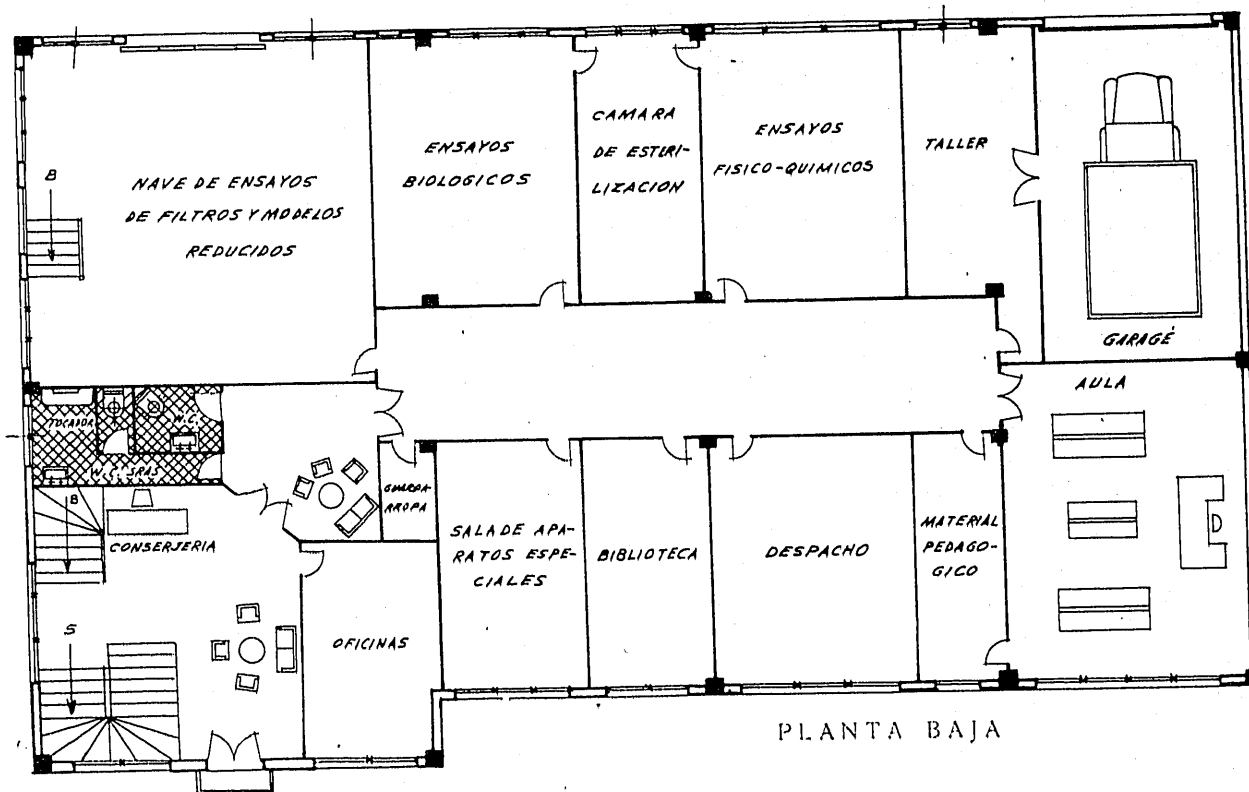 NAVE DE ENSAYOS
DE FILTROS Y MODELOS
REDUCIDOS
B
ENSAYOS
BIOLOGICOS
CAMARA
DE ESTERI-
LIZACION
ENSAYOS
FISICO-QUIMICOS
TALLER
GARAGÉ
TOCADOR
W.C.
W.C. SRAS
B
CONSERJERIA
S
GUARDA-
RROPA
OFICINAS
SALA DE APA-
RATOS ESPE-
CIALES
BIBLIOTECA
DESPACHO
MATERIAL
PEDAGO-
GICO
AULA
PLANTA BAJA